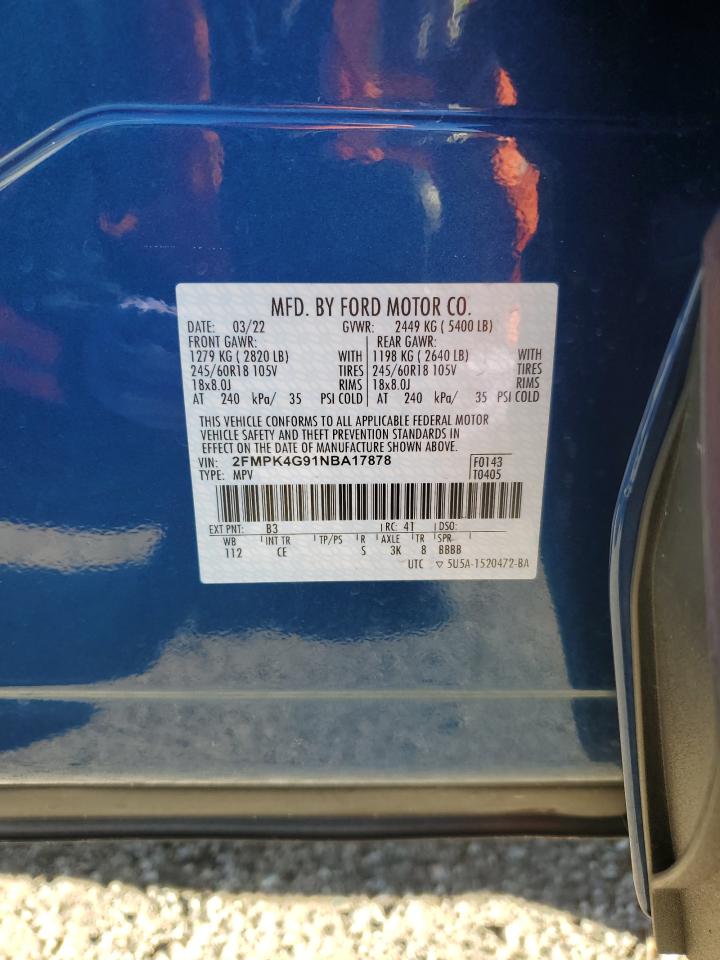 MFD. BY FORD MOTOR CO.
DATE: 03/22 GVWR: 2449 KG ( 5400 LB)
FRONT GAWR: REAR GAWR:
1279 KG ( 2820 LB) WITH 1198 KG ( 2640 LB) WITH
245/60R18 105V TIRES 245/60R18 105V TIRES
18x8.0J RIMS 18x8.0J RIMS
AT 240 kPa/ 35 PSI COLD AT 240 kPa/ 35 PSI COLD
THIS VEHICLE CONFORMS TO ALL APPLICABLE FEDERAL MOTOR
VEHICLE SAFETY AND THEFT PREVENTION STANDARDS IN
EFFECT ON THE DATE OF MANUFACTURE SHOWN ABOVE.
VIN: 2FMPK4G91NBA17878 F0143
TYPE: MPV T0405
EXT PNT: B3 RC: 4T DSO:
WB INT TR TP/PS R AXLE TR SPR
112 CE S 3K 8 BBBB
UTC ▽ 5U5A-1520472-BA